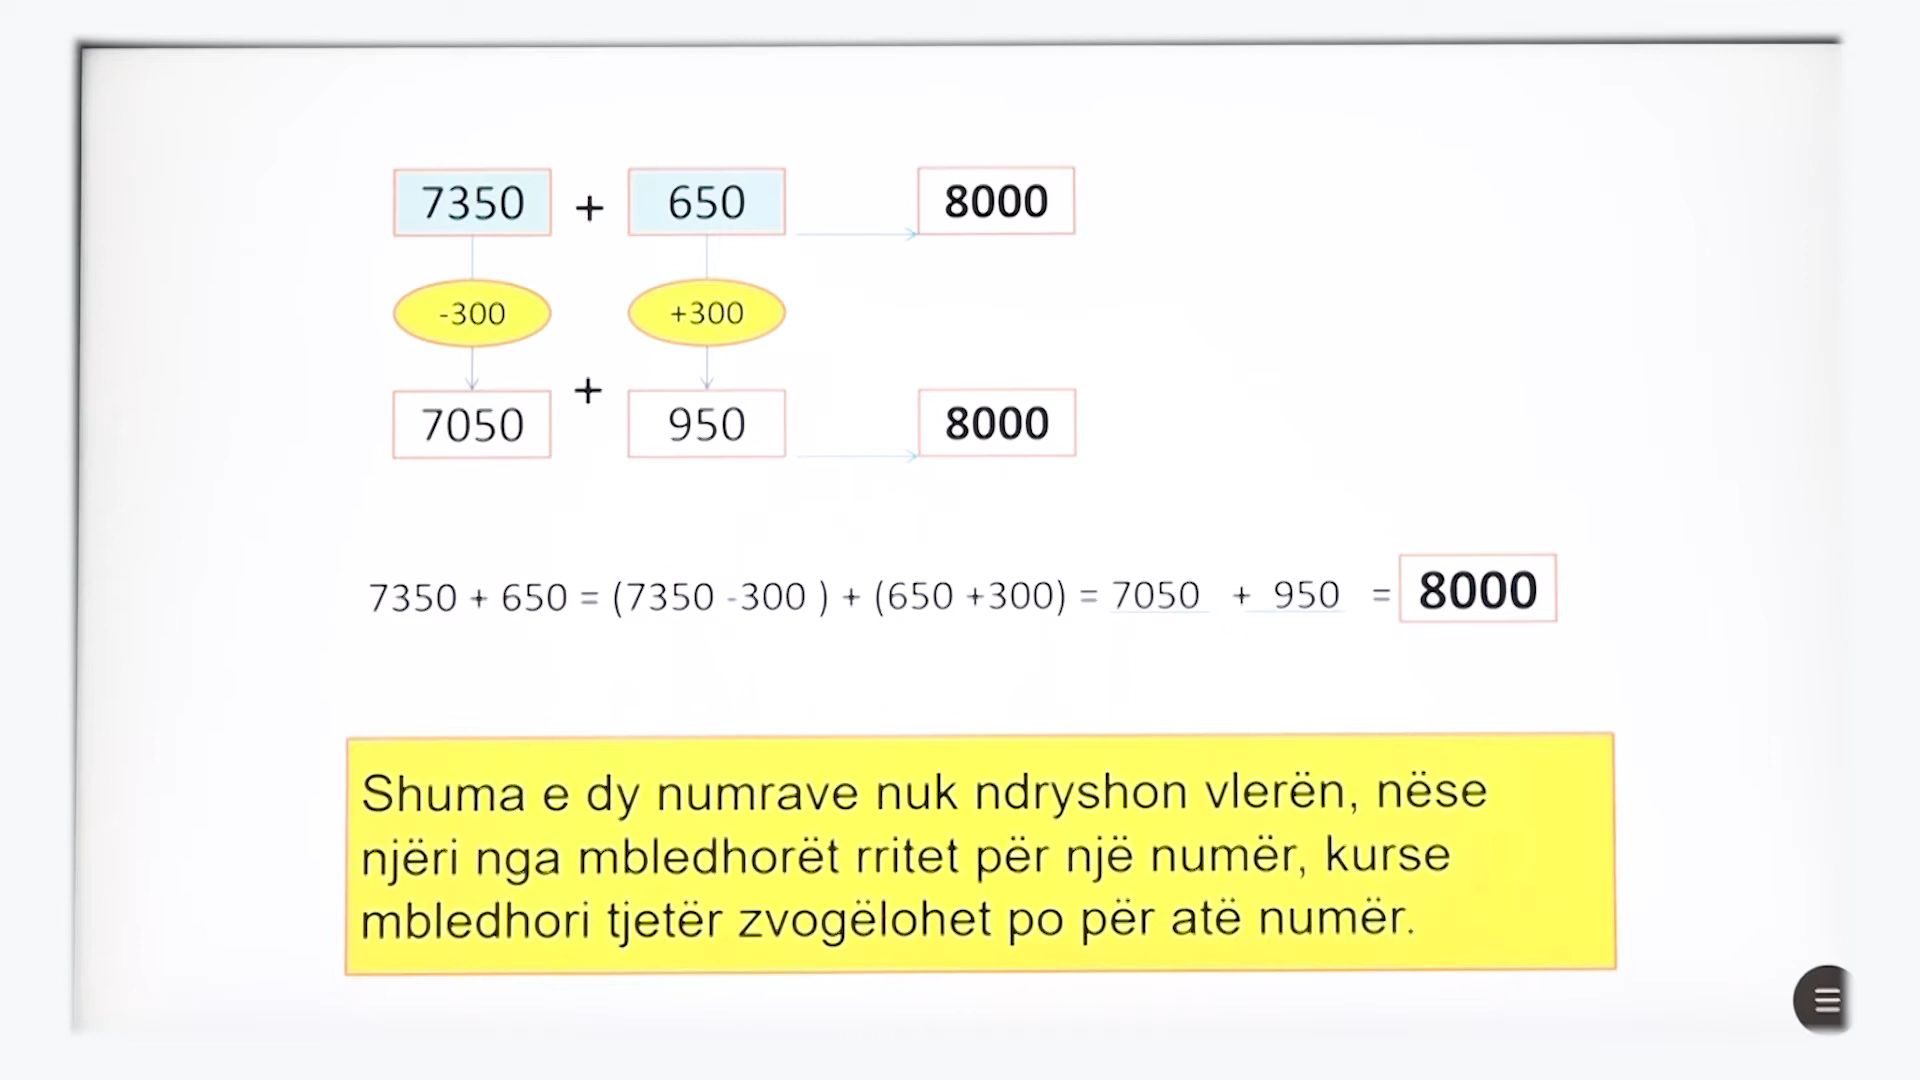 7350 + 650 8000
-300 +300
7050 + 950 8000
7350 + 650 = (7350 -300 ) + (650 +300) = 7050 + 950 = 8000
Shuma e dy numrave nuk ndryshon vlerën, nëse
njëri nga mbledhorët rritet për një numër, kurse
mbledhori tjetër zvogëlohet po për atë numër.